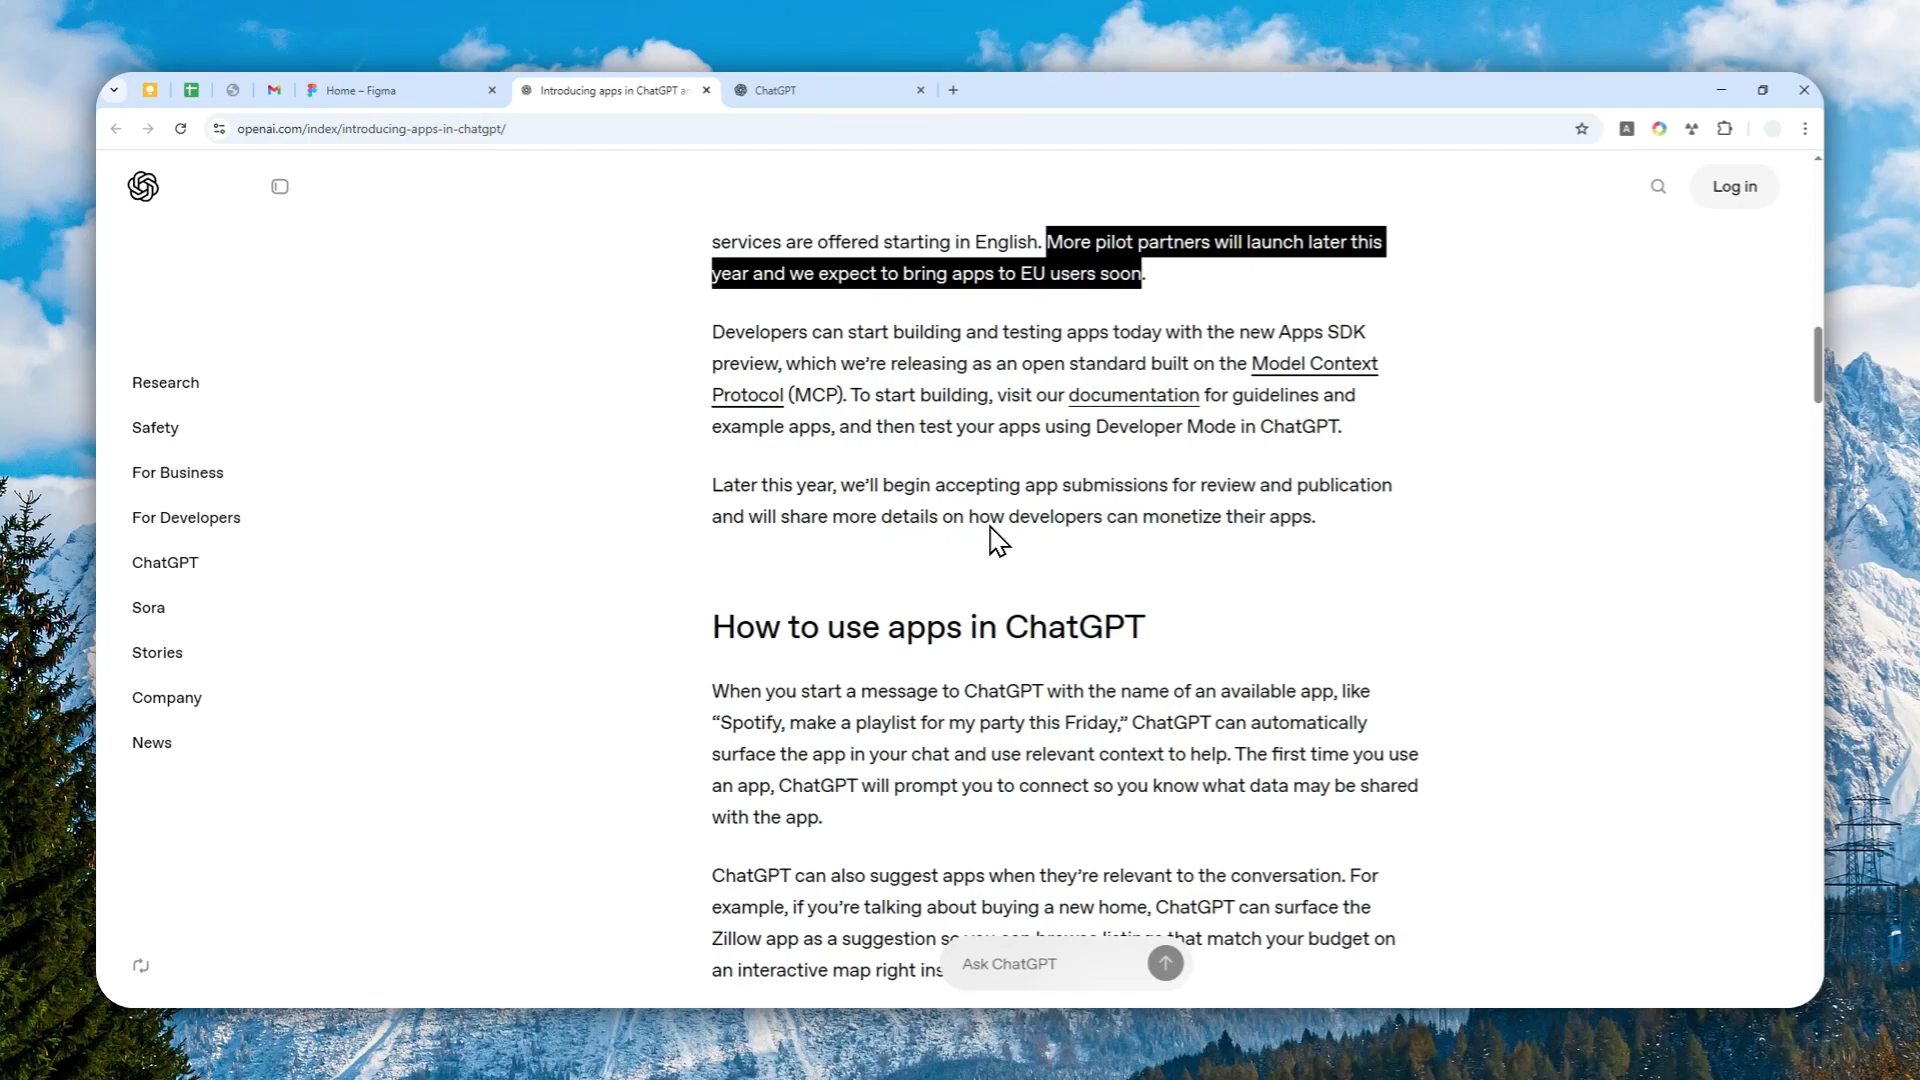 Home – Figma
Introducing apps in ChatGPT an
ChatGPT
openai.com/index/introducing-apps-in-chatgpt/
Log in
services are offered starting in English. More pilot partners will launch later this
year and we expect to bring apps to EU users soon.
Developers can start building and testing apps today with the new Apps SDK
preview, which we're releasing as an open standard built on the Model Context
Protocol (MCP). To start building, visit our documentation for guidelines and
example apps, and then test your apps using Developer Mode in ChatGPT.
Later this year, we'll begin accepting app submissions for review and publication
and will share more details on how developers can monetize their apps.
How to use apps in ChatGPT
When you start a message to ChatGPT with the name of an available app, like
“Spotify, make a playlist for my party this Friday,” ChatGPT can automatically
surface the app in your chat and use relevant context to help. The first time you use
an app, ChatGPT will prompt you to connect so you know what data may be shared
with the app.
ChatGPT can also suggest apps when they're relevant to the conversation. For
example, if you're talking about buying a new home, ChatGPT can surface the
Zillow app as a suggestion so you can browse listings that match your budget on
an interactive map right ins
Research
Safety
For Business
For Developers
ChatGPT
Sora
Stories
Company
News
Ask ChatGPT